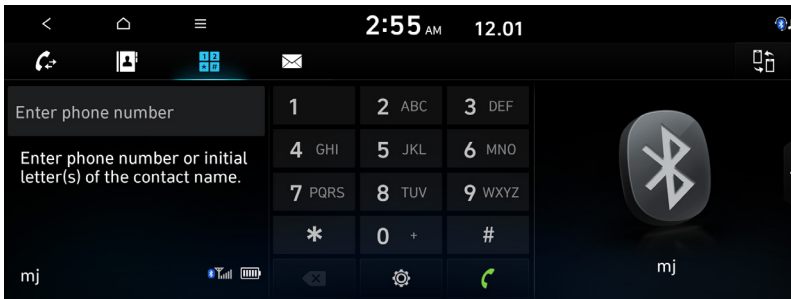 2:55 AM 12.01
1 2
* #
Enter phone number
Enter phone number or initial
letter(s) of the contact name.
1 2 ABC 3 DEF
4 GHI 5 JKL 6 MNO
7 PQRS 8 TUV 9 WXYZ
* 0 + #
mj
mj